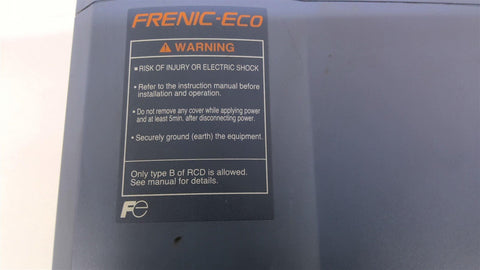 FRENIC-Eco
WARNING
■ RISK OF INJURY OR ELECTRIC SHOCK
• Refer to the instruction manual before
installation and operation.
• Do not remove any cover while applying power
and at least 5min. after disconnecting power.
• Securely ground (earth) the equipment.
Only type B of RCD is allowed.
See manual for details.
Fe